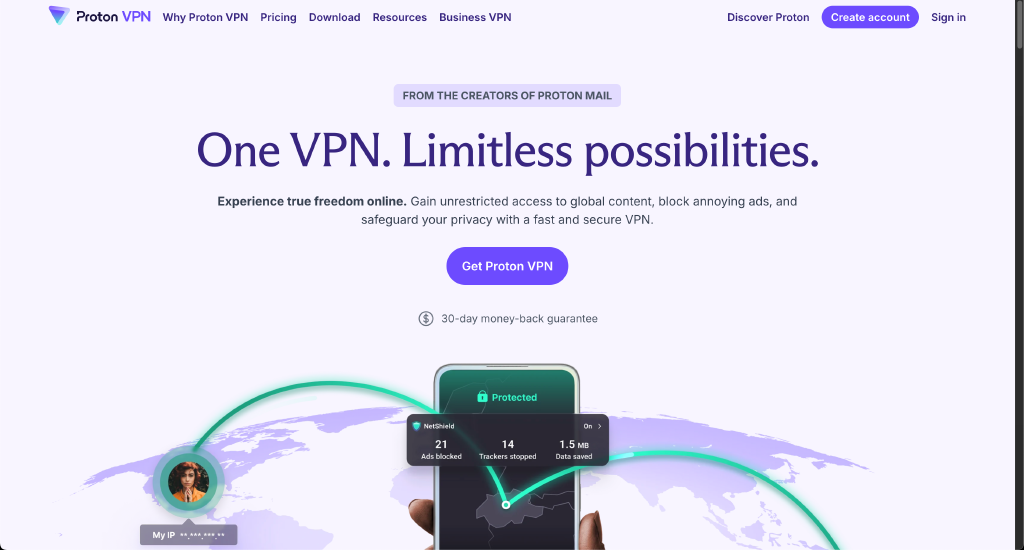 Proton VPN Why Proton VPN Pricing Download Resources Business VPN Discover Proton Create account Sign in
FROM THE CREATORS OF PROTON MAIL
One VPN. Limitless possibilities.
Experience true freedom online. Gain unrestricted access to global content, block annoying ads, and
safeguard your privacy with a fast and secure VPN.
Get Proton VPN
$ 30-day money-back guarantee
Protected
NetShield On >
21 14 1.5 MB
Ads blocked Trackers stopped Data saved
My IP **.***.***.**